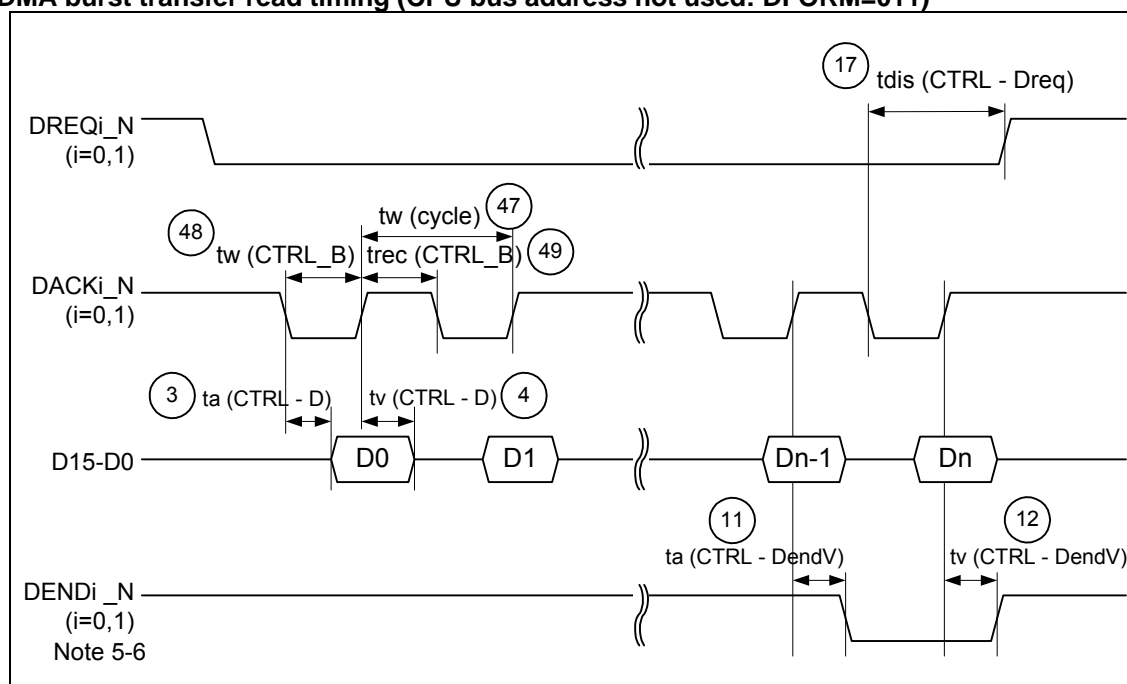 DMA burst transfer read timing (CPU bus address not used: DFORM=011)
17
tdis (CTRL - Dreq)
DREQi_N
(i=0,1)
48
tw (cycle)
47
tw (CTRL_B)
trec (CTRL_B)
49
DACKi_N
(i=0,1)
3
ta (CTRL - D)
tv (CTRL - D)
4
D15-D0
D0
D1
Dn-1
Dn
11
12
ta (CTRL - DendV)
tv (CTRL - DendV)
DENDi _N
(i=0,1)
Note 5-6